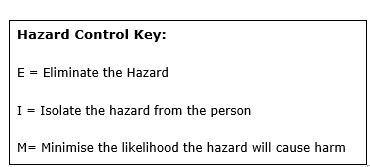 Hazard Control Key:
E = Eliminate the Hazard
I = Isolate the hazard from the person
M= Minimise the likelihood the hazard will cause harm